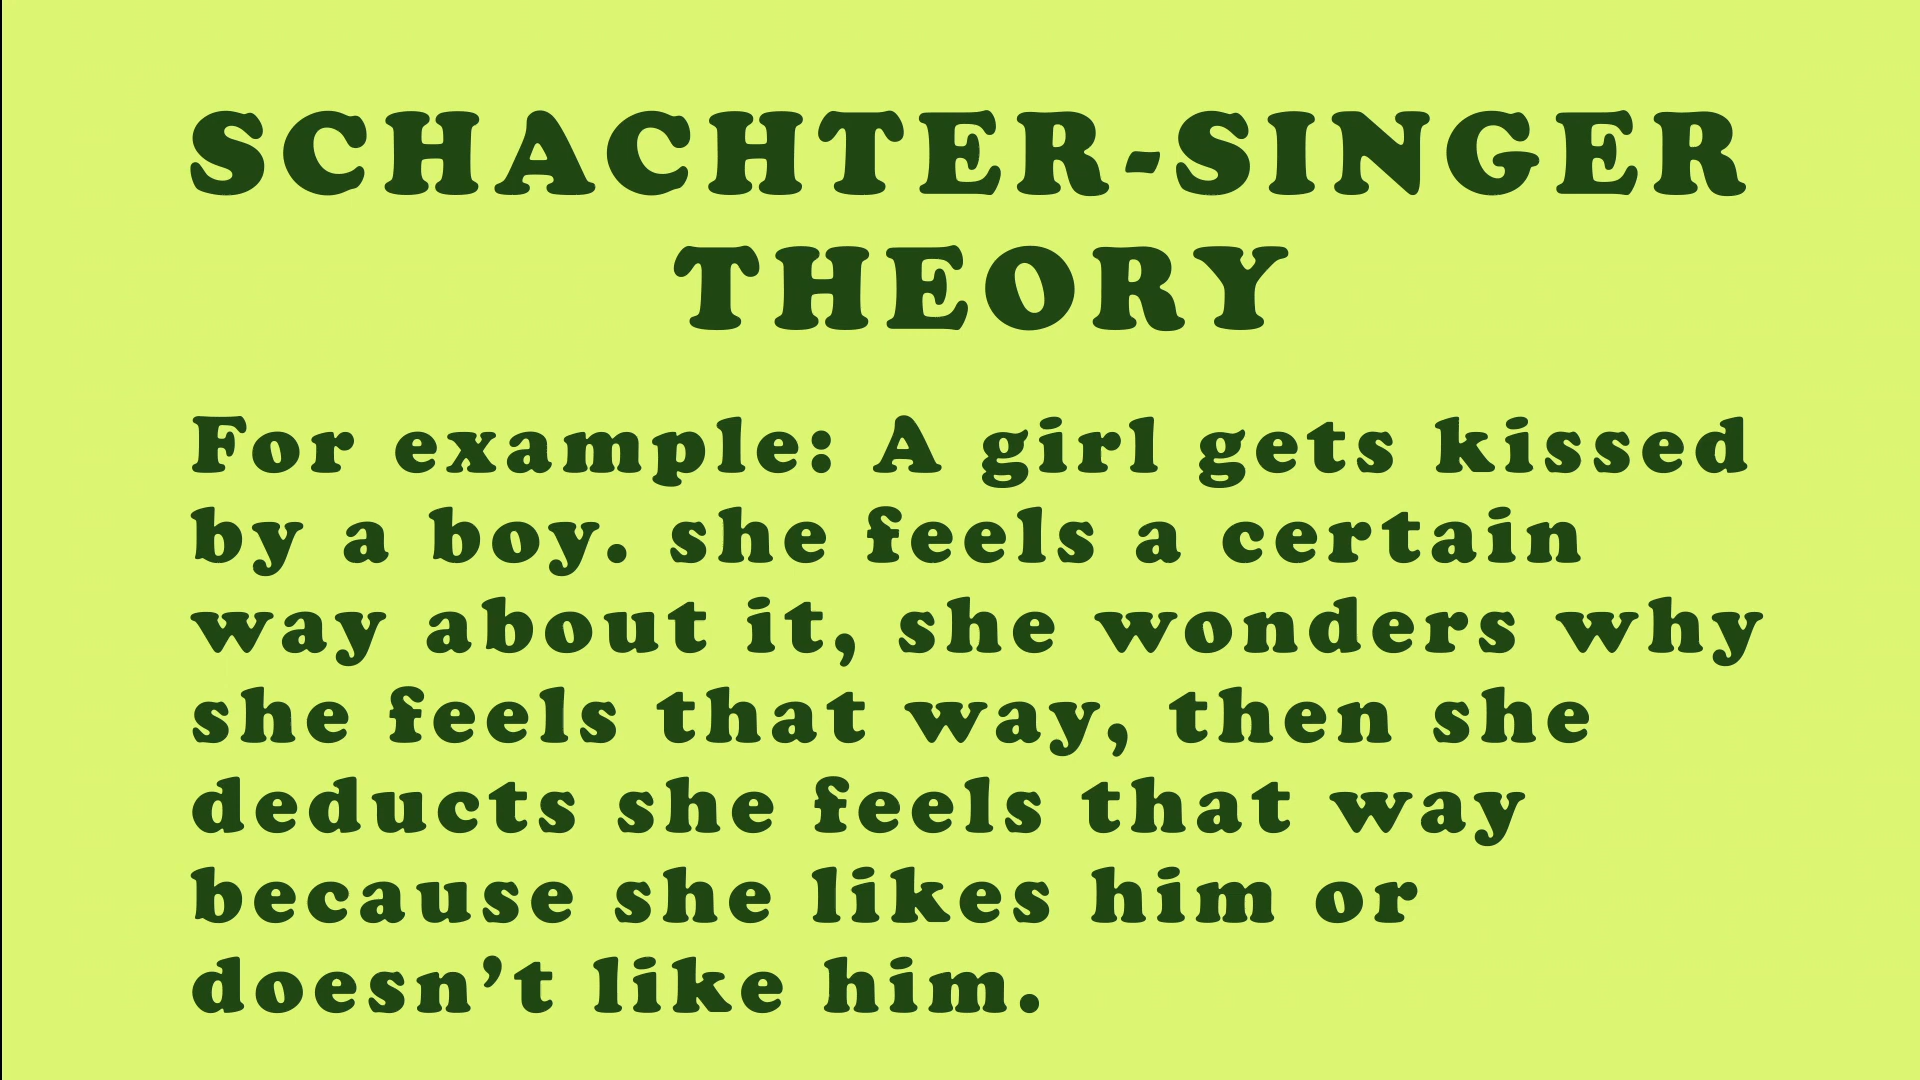 SCHACHTER-SINGER
THEORY
For example: A girl gets kissed
by a boy. she feels a certain
way about it, she wonders why
she feels that way, then she
deducts she feels that way
because she likes him or
doesn’t like him.